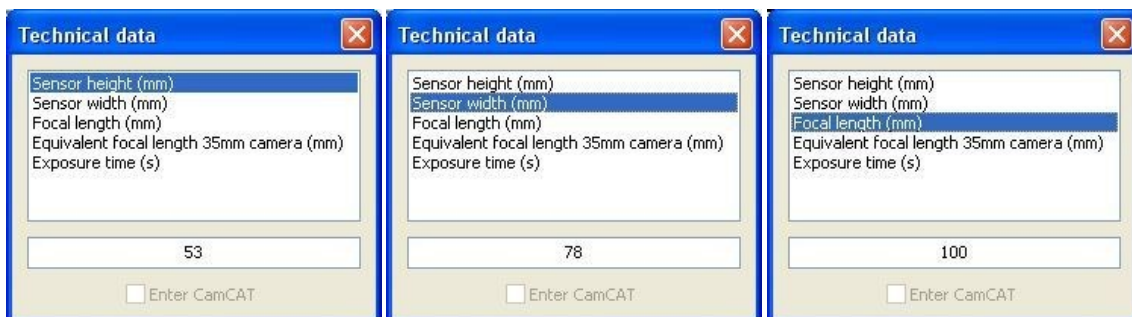 Technical data
Sensor height (mm)
Sensor width (mm)
Focal length (mm)
Equivalent focal length 35mm camera (mm)
Exposure time (s)
53
Enter CamCAT
Technical data
Sensor height (mm)
Sensor width (mm)
Focal length (mm)
Equivalent focal length 35mm camera (mm)
Exposure time (s)
78
Enter CamCAT
Technical data
Sensor height (mm)
Sensor width (mm)
Focal length (mm)
Equivalent focal length 35mm camera (mm)
Exposure time (s)
100
Enter CamCAT